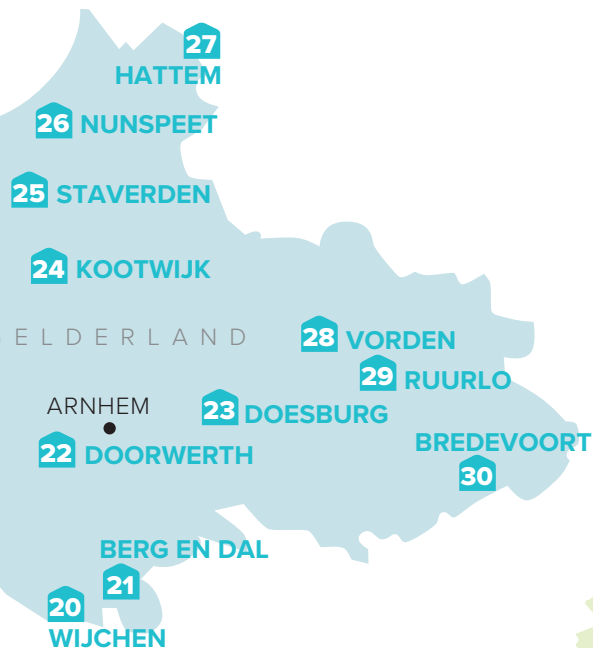 27
HATTEM
26 NUNSPEET
25 STAVERDEN
24 KOOTWIJK
ELDERLAND
28 VORDEN
29 RUURLO
ARNHEM
23 DOESBURG
22 DOORWERTH
BREDEVOORT
30
BERG EN DAL
21
20
WIJCHEN